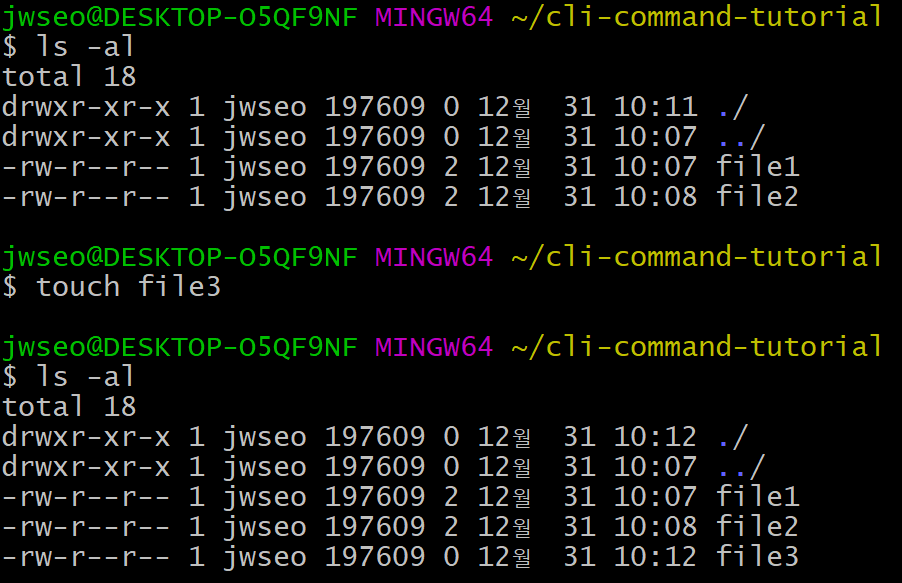 jwseo@DESKTOP-O5QF9NF MINGW64 ~/cli-command-tutorial
$ ls -al
total 18
drwxr-xr-x 1 jwseo 197609 0 12월  31 10:11 ./
drwxr-xr-x 1 jwseo 197609 0 12월  31 10:07 ../
-rw-r--r-- 1 jwseo 197609 2 12월  31 10:07 file1
-rw-r--r-- 1 jwseo 197609 2 12월  31 10:08 file2
jwseo@DESKTOP-O5QF9NF MINGW64 ~/cli-command-tutorial
$ touch file3
jwseo@DESKTOP-O5QF9NF MINGW64 ~/cli-command-tutorial
$ ls -al
total 18
drwxr-xr-x 1 jwseo 197609 0 12월  31 10:12 ./
drwxr-xr-x 1 jwseo 197609 0 12월  31 10:07 ../
-rw-r--r-- 1 jwseo 197609 2 12월  31 10:07 file1
-rw-r--r-- 1 jwseo 197609 2 12월  31 10:08 file2
-rw-r--r-- 1 jwseo 197609 0 12월  31 10:12 file3